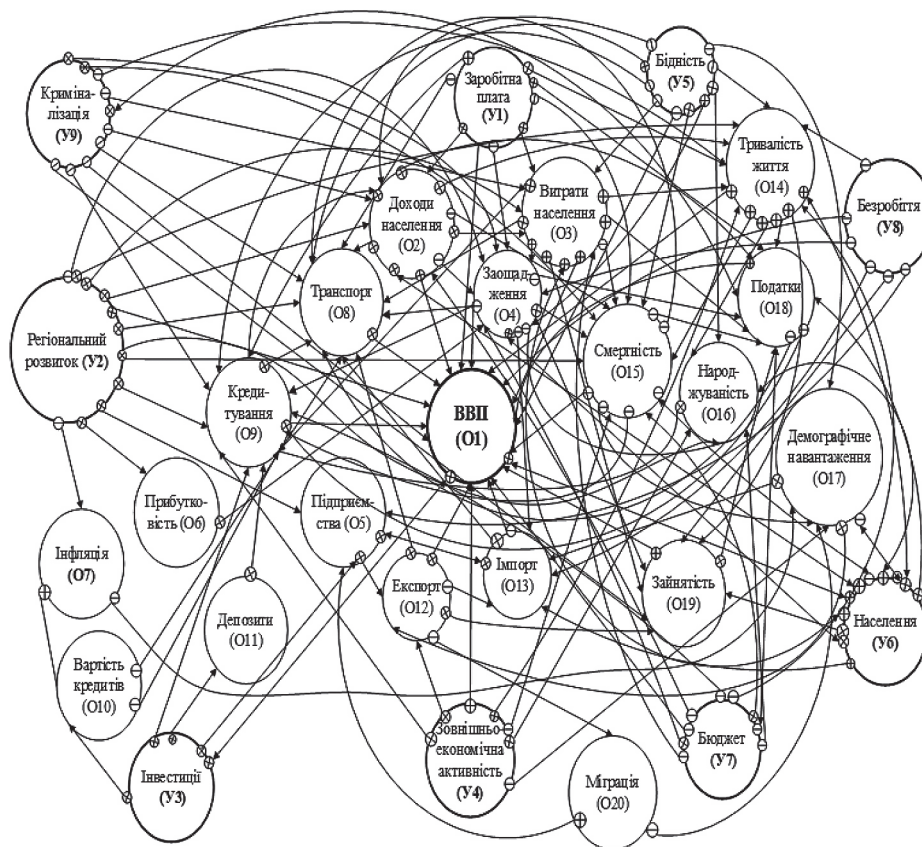 Криміна-
лізація
(У9)
Заробітна
плата
(У1)
Бідність
(У5)
Тривалість
життя
(О14)
Безробіття
(У8)
Доходи
населення
(О2)
Витрати
населення
(О3)
Заощад-
ження
(О4)
Податки
(О18)
Транспорт
(О8)
Регіональний
розвиток (У2)
Смертність
(О15)
Народ-
жуваність
(О16)
Креди-
тування
(О9)
ВВП
(О1)
Демографічне
навантаження
(О17)
Прибутко-
вість (О6)
Підприєм-
ства (О5)
Інфляція
(О7)
Імпорт
(О13)
Експорт
(О12)
Зайнятість
(О19)
Депозити
(О11)
Населення
(У6)
Вартість
кредитів
(О10)
Інвестиції
(У3)
Зовнішньо-
економічна
активність
(У4)
Бюджет
(У7)
Міграція
(О20)